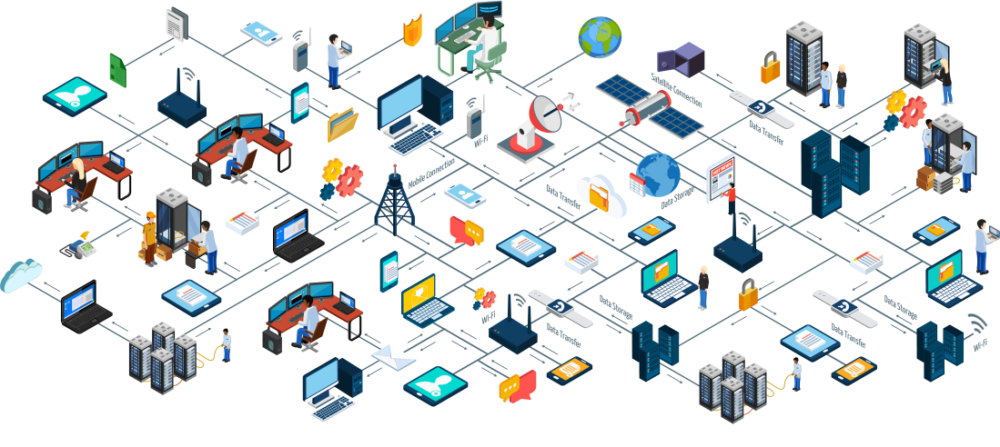 Satellite Connection
Data Transfer
Wi-Fi
Mobile Connection
Data Transfer
Data Storage
Data Storage
Data Storage
Wi-Fi
Data Transfer
Data Transfer
Wi-Fi